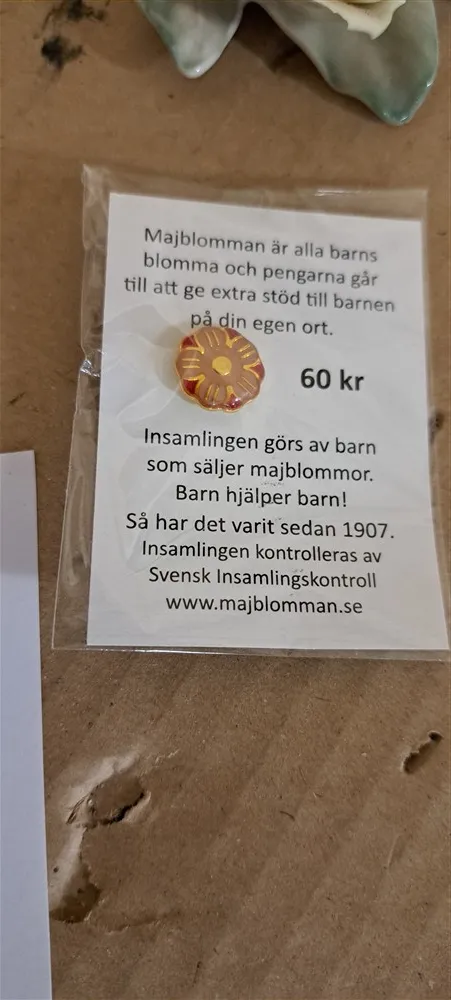 Majblomman är alla barns
blomma och pengarna går
till att ge extra stöd till barnen
på din egen ort.
60 kr
Insamlingen görs av barn
som säljer majblommor.
Barn hjälper barn!
Så har det varit sedan 1907.
Insamlingen kontrolleras av
Svensk Insamlingskontroll
www.majblomman.se